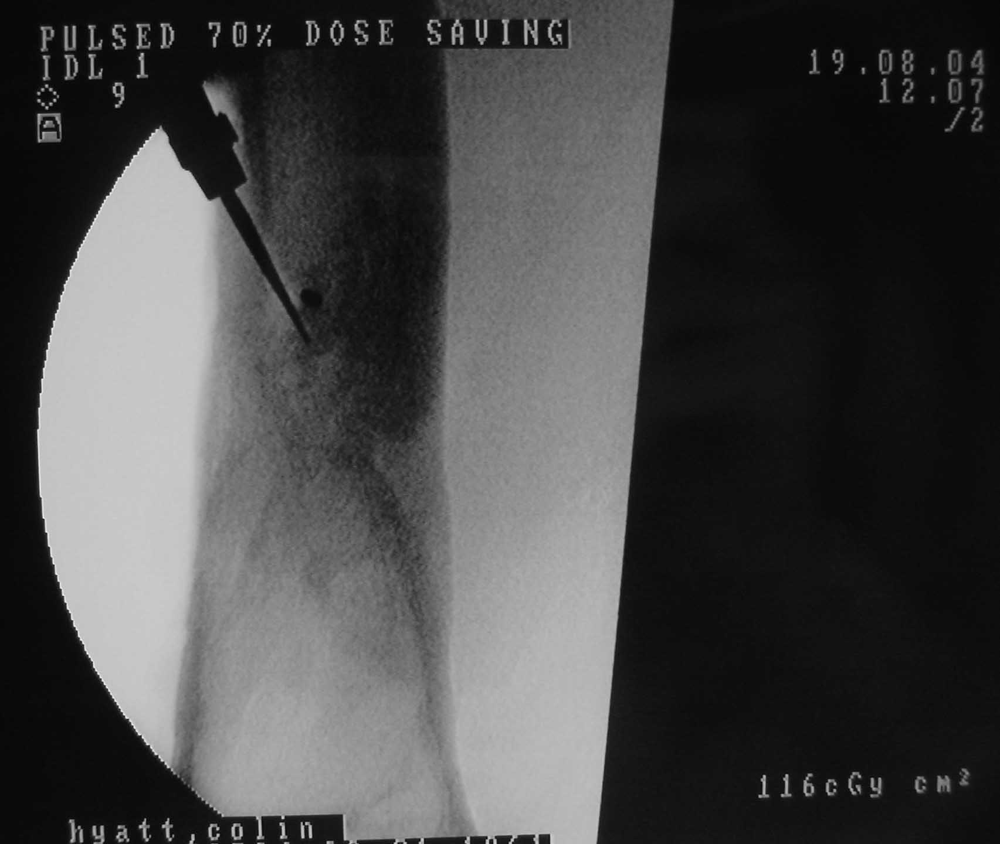 PULSED 70% DOSE SAVING
IDL 1
9
A
19.08.04
12.07
/2
116cGy cm²
hyatt,colin